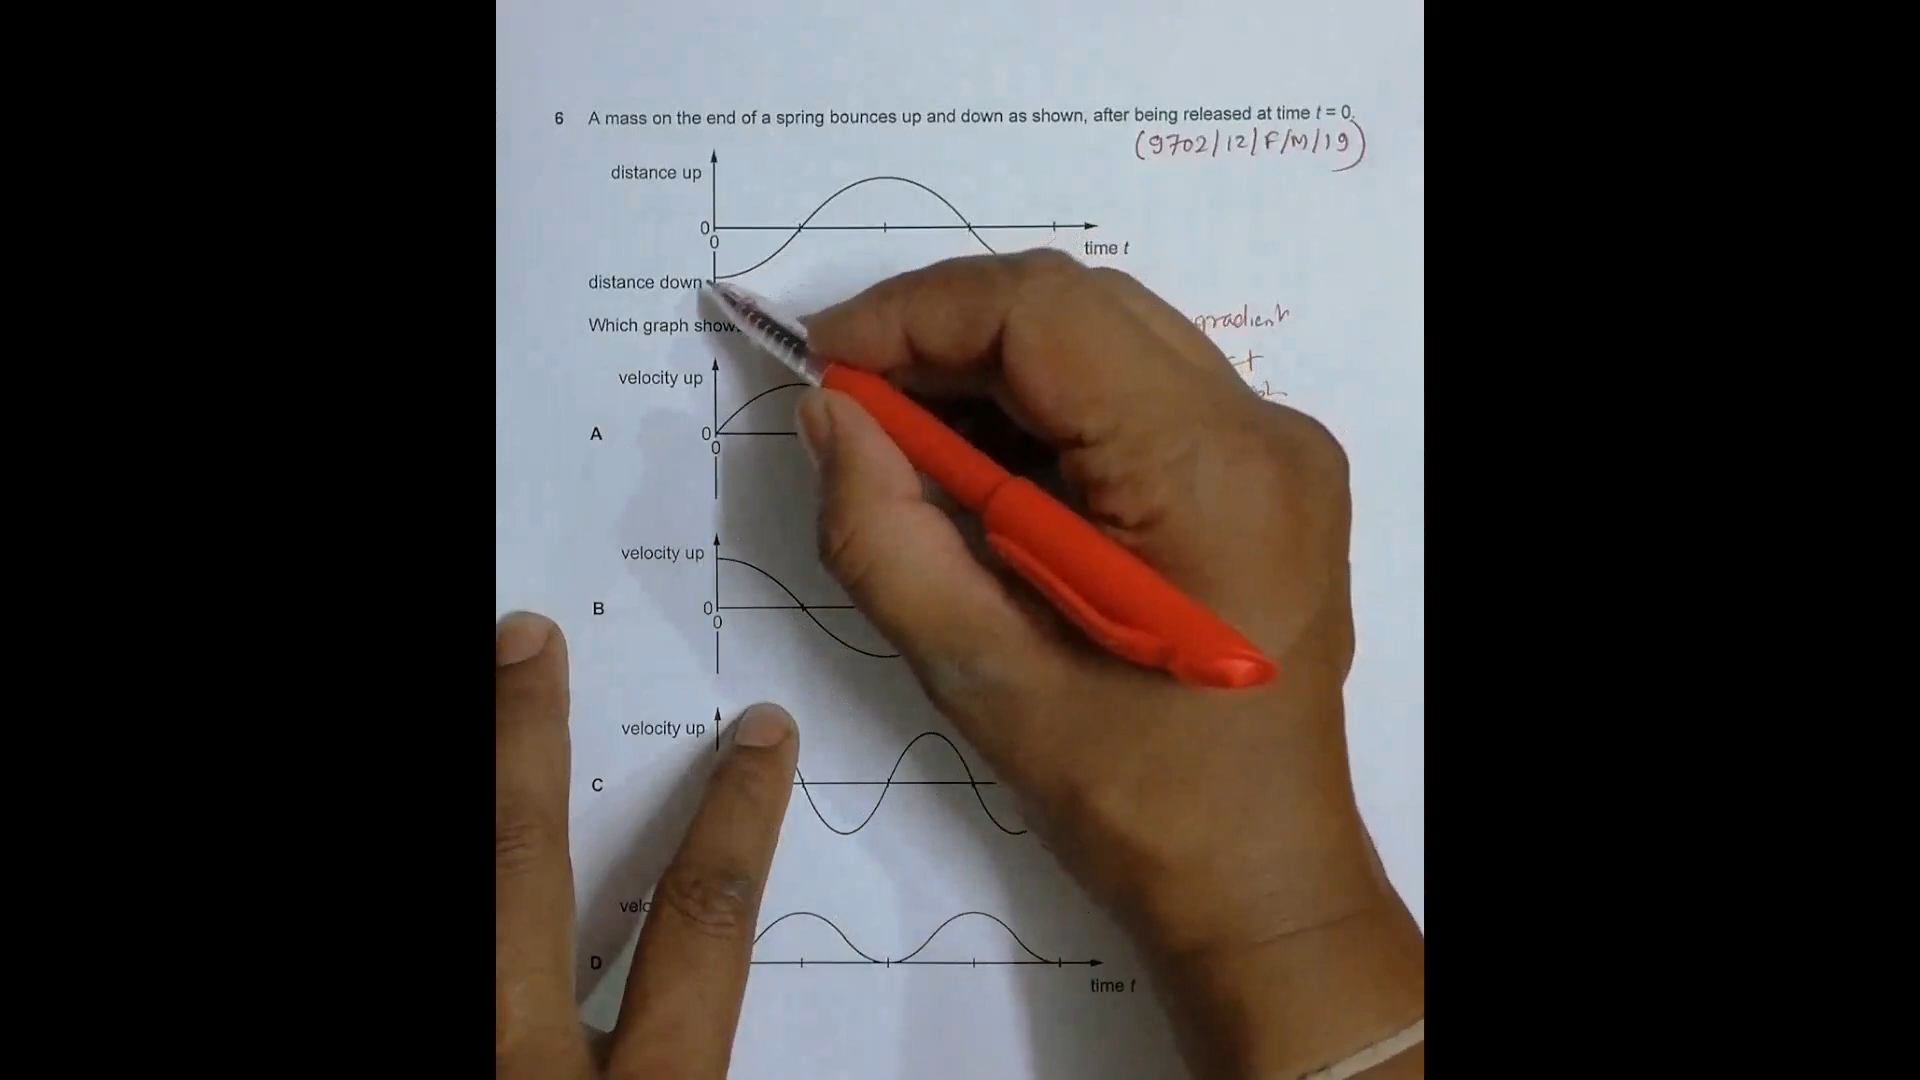 6 A mass on the end of a spring bounces up and down as shown, after being released at time t = 0.
(9702/12/F/M/19)
distance up
0
0
time t
distance down
Which graph
gradient
velocity up
A
0
0
velocity up
B
0
0
velocity up
C
D
time t